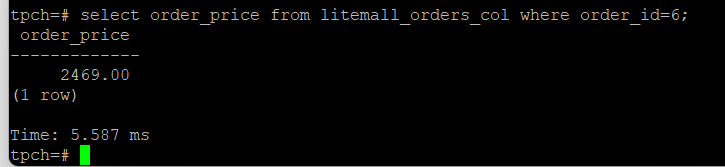 tpch=# select order_price from litemall_orders_col where order_id=6;
 order_price
-------------
     2469.00
(1 row)

Time: 5.587 ms
tpch=#